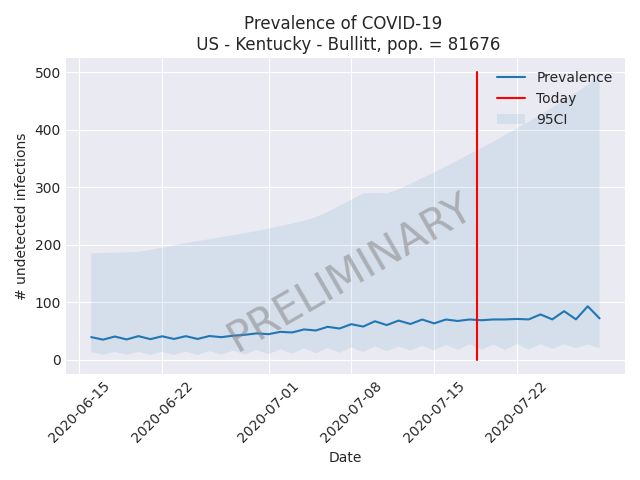 Prevalence of COVID-19
US - Kentucky - Bullitt, pop. = 81676
500
400
300
200
100
0
# undetected infections
Prevalence
Today
95CI
PRELIMINARY
2020-06-15
2020-06-22
2020-07-01
2020-07-08
2020-07-15
2020-07-22
Date